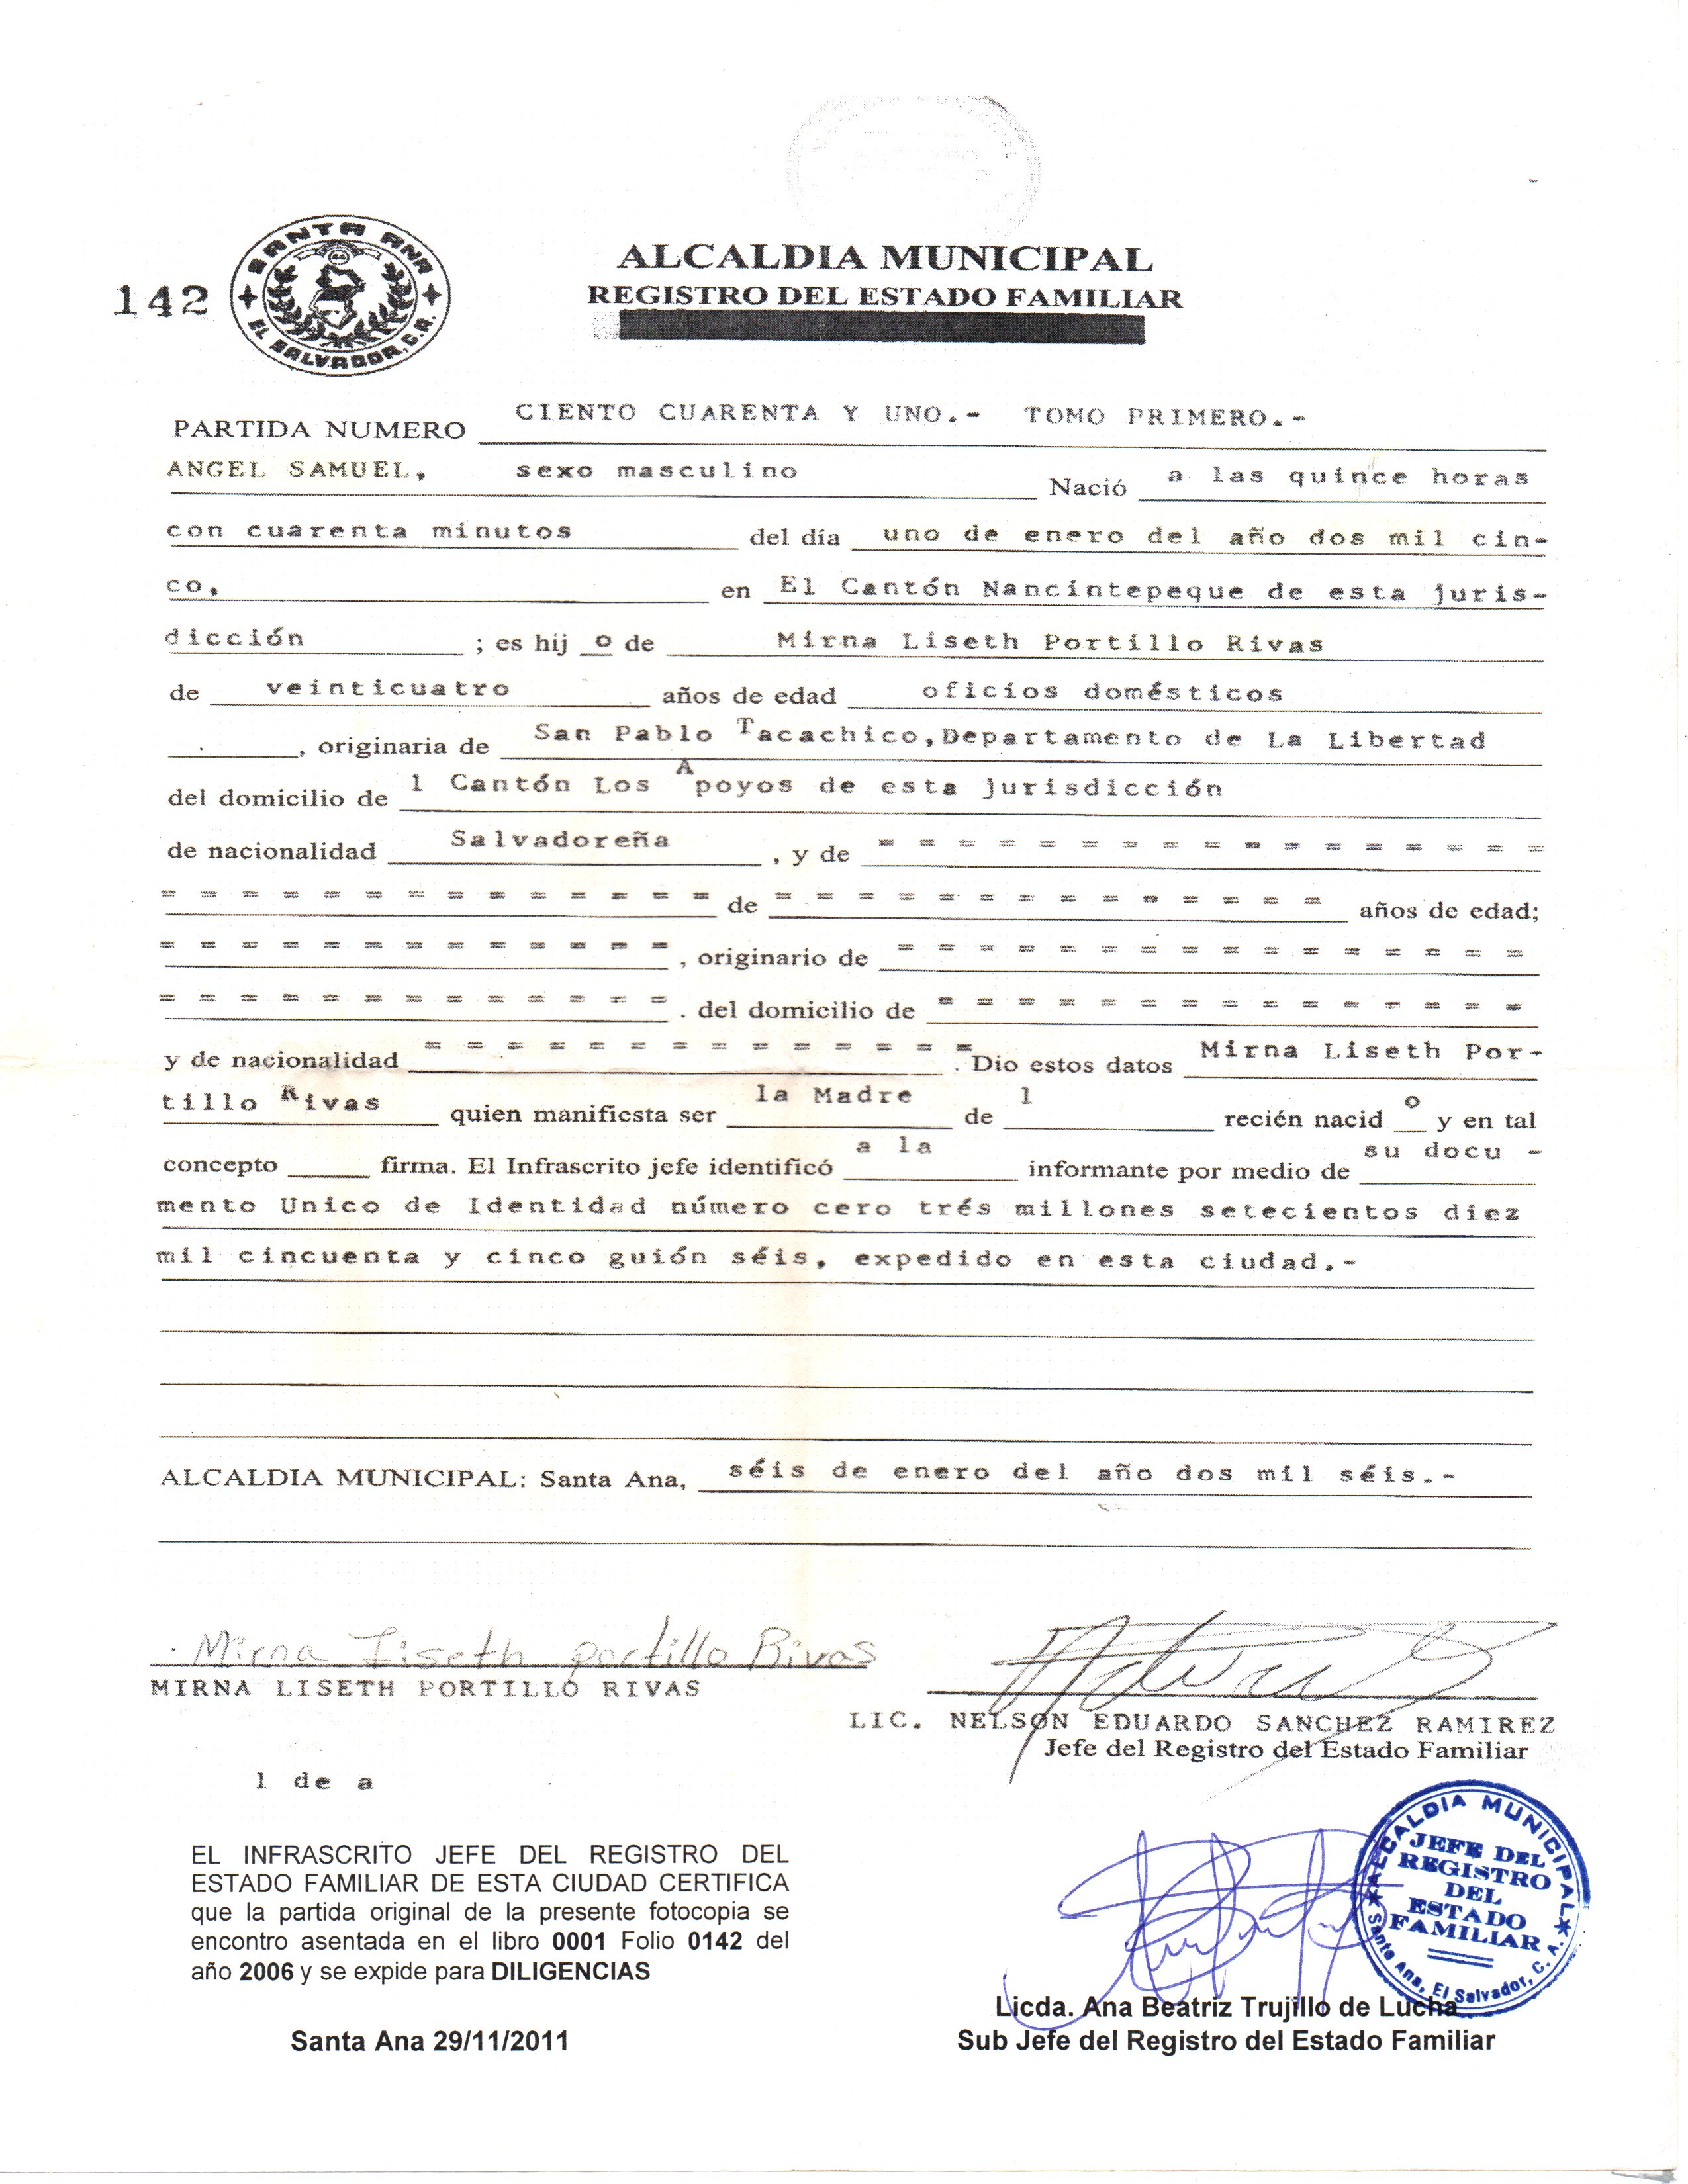 ALCALDIA MUNICIPAL
SANTA ANA
EL SALVADOR, C.A.
142
ALCALDIA MUNICIPAL
REGISTRO DEL ESTADO FAMILIAR
PARTIDA NUMERO CIENTO CUARENTA Y UNO.- TOMO PRIMERO.-
ANGEL SAMUEL, sexo masculino Nació a las quince horas
con cuarenta minutos del día uno de enero del año dos mil cin-
co, en El Cantón Nancintepeque de esta juris-
dicción ; es hij o de Mirna Liseth Portillo Rivas
de veinticuatro años de edad oficios domésticos
, originaria de San Pablo Tacachico,Departamento de La Libertad
del domicilio de l Cantón Los Apoyos de esta jurisdicción
de nacionalidad Salvadoreña , y de = = = = = = = = = = = = = = = = =
= = = = = = = = = = = = = = de = = = = = = = = = = = = = = años de edad;
= = = = = = = = = = = = = , originario de = = = = = = = = = = = = = = = =
= = = = = = = = = = = = = . del domicilio de = = = = = = = = = = = = = = =
y de nacionalidad = = = = = = = = = = = = = = . Dio estos datos Mirna Liseth Por-
tillo Rivas quien manifiesta ser la Madre de l recién nacid o y en tal
concepto firma. El Infrascrito jefe identificó a la informante por medio de su docu -
mento Unico de Identidad número cero trés millones setecientos diez
mil cincuenta y cinco guión séis, expedido en esta ciudad.-
ALCALDIA MUNICIPAL: Santa Ana, séis de enero del año dos mil séis.-
Mirna Liseth portillo Rivas
MIRNA LISETH PORTILLO RIVAS
LIC. NELSON EDUARDO SANCHEZ RAMIREZ
Jefe del Registro del Estado Familiar
l de a
EL INFRASCRITO JEFE DEL REGISTRO DEL
ESTADO FAMILIAR DE ESTA CIUDAD CERTIFICA
que la partida original de la presente fotocopia se
encontro asentada en el libro 0001 Folio 0142 del
año 2006 y se expide para DILIGENCIAS
Santa Ana 29/11/2011
ALCALDIA MUNICIPAL
JEFE DEL
REGISTRO
DEL
ESTADO
FAMILIAR
Santa Ana, El Salvador, C. A.
Licda. Ana Beatriz Trujillo de Lucha
Sub Jefe del Registro del Estado Familiar